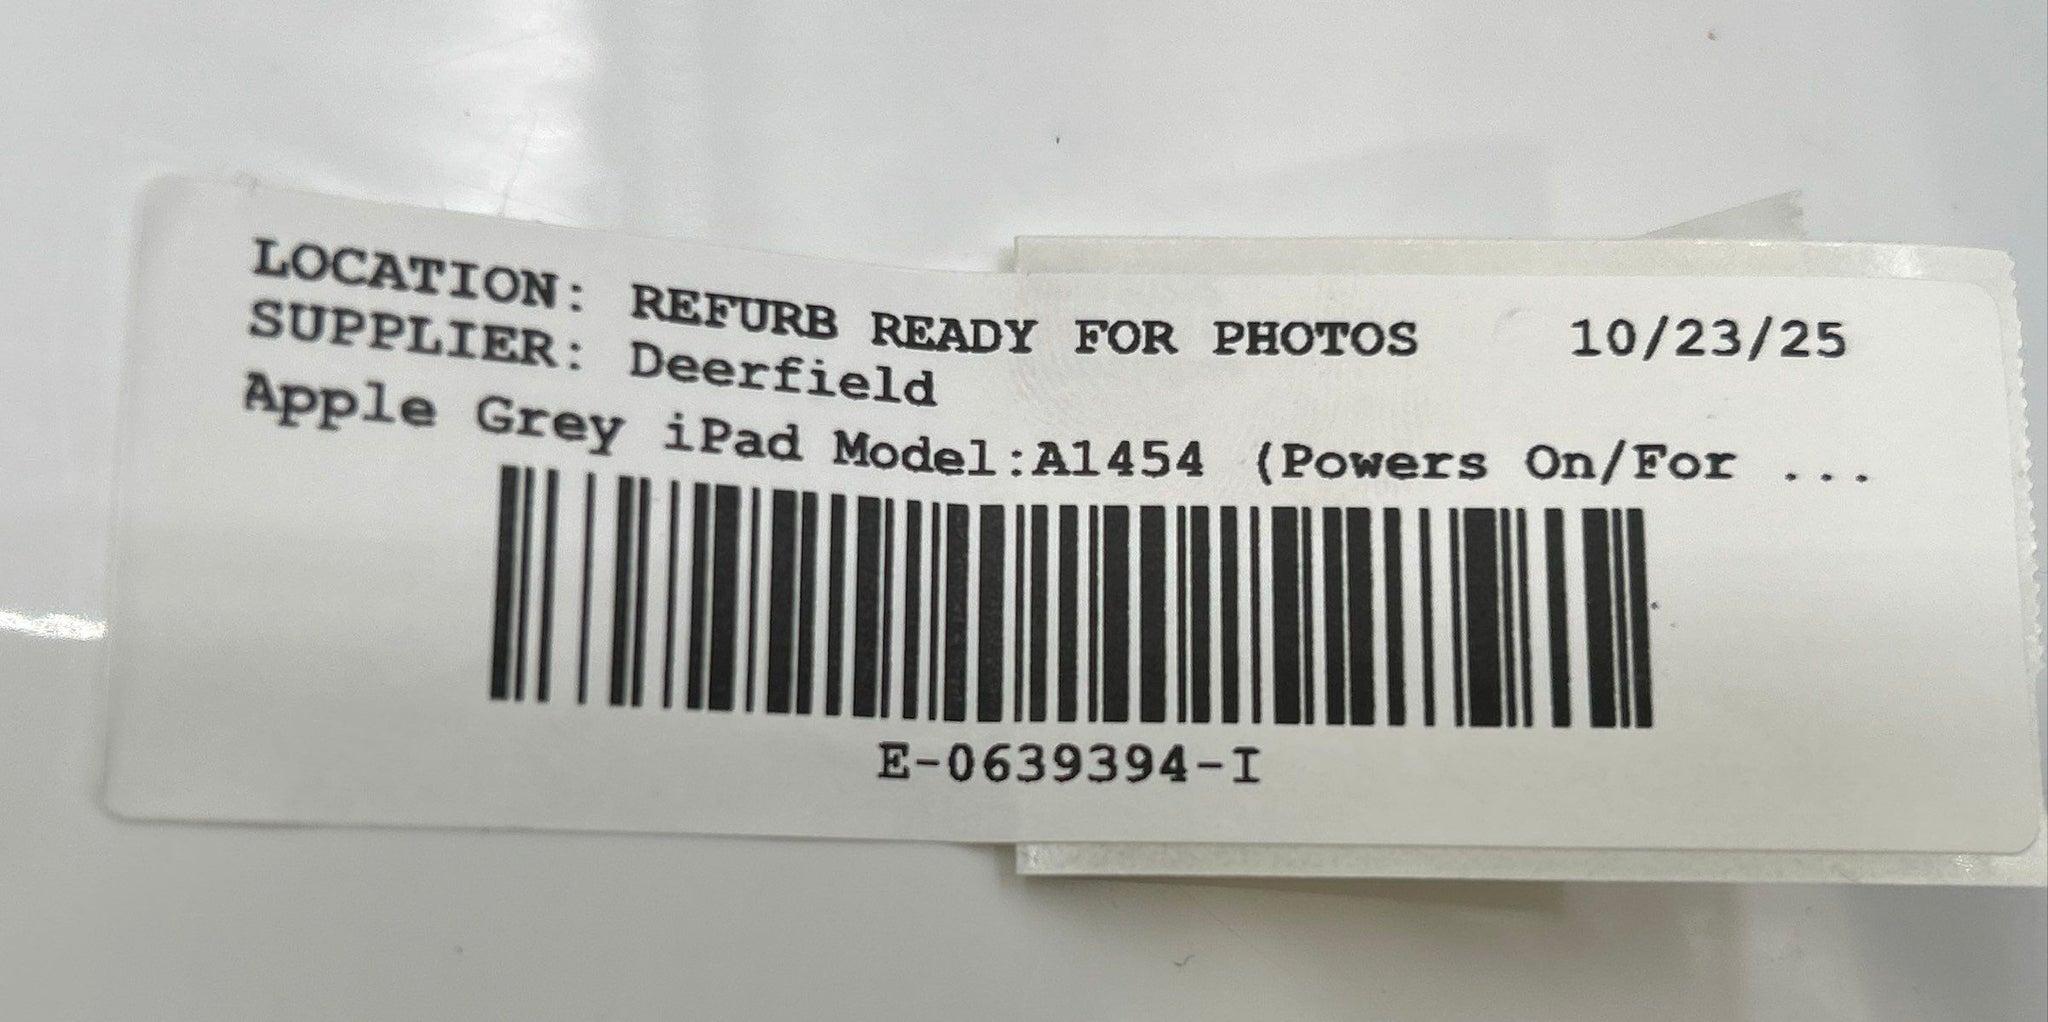 LOCATION: REFURB READY FOR PHOTOS 10/23/25
SUPPLIER: Deerfield
Apple Grey iPad Model:A1454 (Powers On/For ...
E-0639394-I